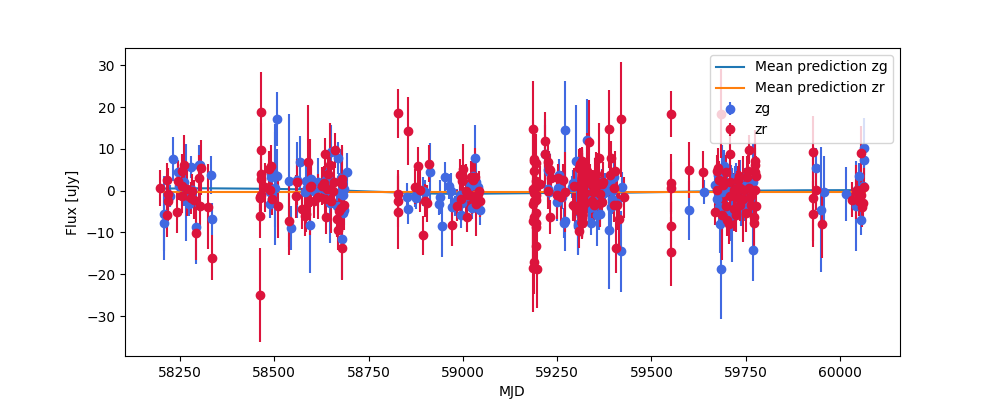 30
20
10
0
−10
−20
−30
Flux [uJy]
58250
58500
58750
59000
59250
59500
59750
60000
MJD
Mean prediction zg
Mean prediction zr
zg
zr